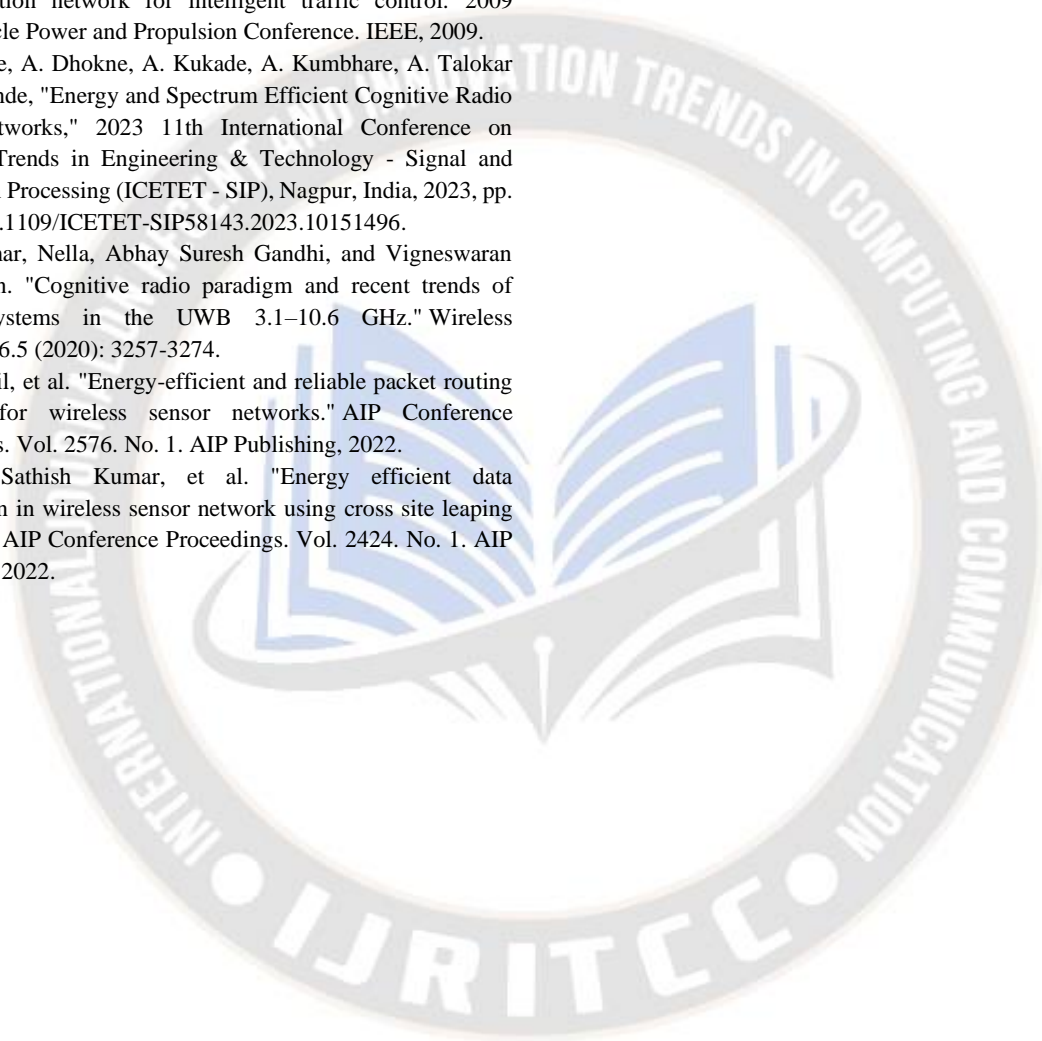 tion network for intelligent traffic control." 2009
cle Power and Propulsion Conference. IEEE, 2009.
e, A. Dhokne, A. Kukade, A. Kumbhare, A. Talokar
nde, "Energy and Spectrum Efficient Cognitive Radio
tworks," 2023 11th International Conference on
Trends in Engineering & Technology - Signal and
Processing (ICETET - SIP), Nagpur, India, 2023, pp.
.1109/ICETET-SIP58143.2023.10151496.
nar, Nella, Abhay Suresh Gandhi, and Vigneswaran
n. "Cognitive radio paradigm and recent trends of
ystems in the UWB 3.1–10.6 GHz." Wireless
6.5 (2020): 3257-3274.
il, et al. "Energy-efficient and reliable packet routing
for wireless sensor networks." AIP Conference
s. Vol. 2576. No. 1. AIP Publishing, 2022.
Sathish Kumar, et al. "Energy efficient data
n in wireless sensor network using cross site leaping
AIP Conference Proceedings. Vol. 2424. No. 1. AIP
2022.
INTERNATIONAL JOURNAL ON RECENT AND INNOVATION TRENDS IN COMPUTING AND COMMUNICATION
IJRITCC